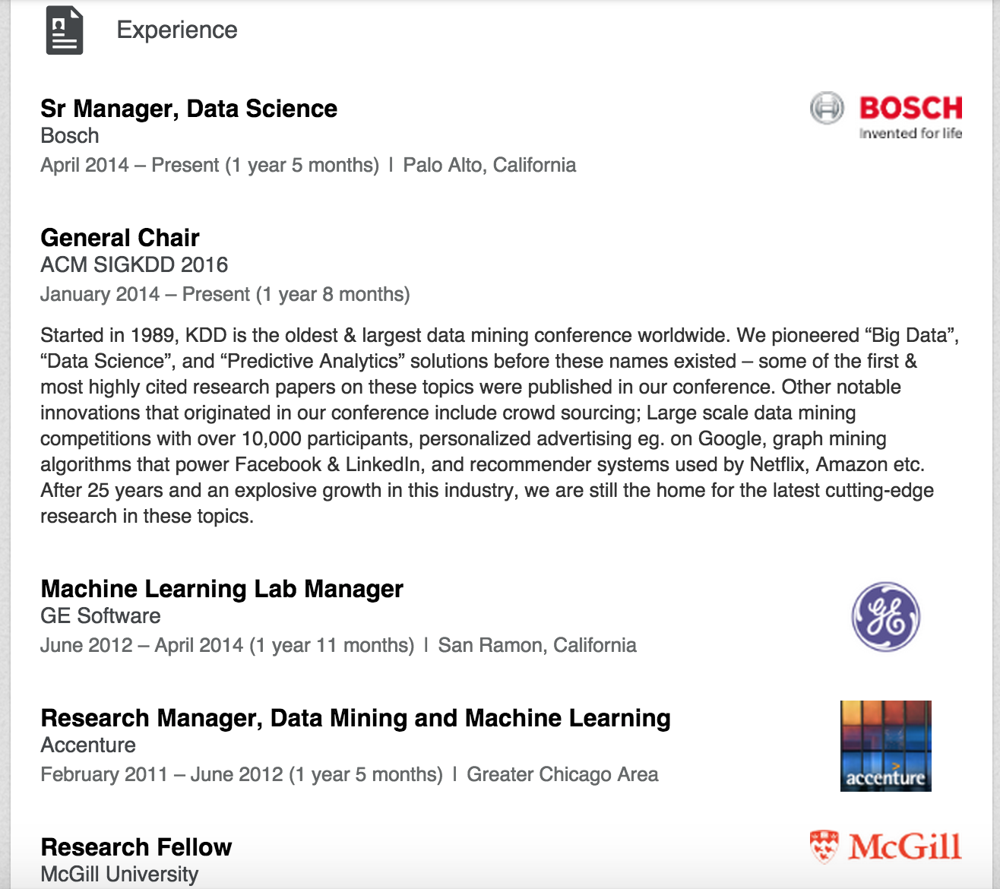 Experience
Sr Manager, Data Science
Bosch
April 2014 – Present (1 year 5 months) | Palo Alto, California
BOSCH
Invented for life
General Chair
ACM SIGKDD 2016
January 2014 – Present (1 year 8 months)
Started in 1989, KDD is the oldest & largest data mining conference worldwide. We pioneered “Big Data”,
“Data Science”, and “Predictive Analytics” solutions before these names existed – some of the first &
most highly cited research papers on these topics were published in our conference. Other notable
innovations that originated in our conference include crowd sourcing; Large scale data mining
competitions with over 10,000 participants, personalized advertising eg. on Google, graph mining
algorithms that power Facebook & LinkedIn, and recommender systems used by Netflix, Amazon etc.
After 25 years and an explosive growth in this industry, we are still the home for the latest cutting-edge
research in these topics.
Machine Learning Lab Manager
GE Software
June 2012 – April 2014 (1 year 11 months) | San Ramon, California
GE
Research Manager, Data Mining and Machine Learning
Accenture
February 2011 – June 2012 (1 year 5 months) | Greater Chicago Area
accenture
Research Fellow
McGill University
McGill